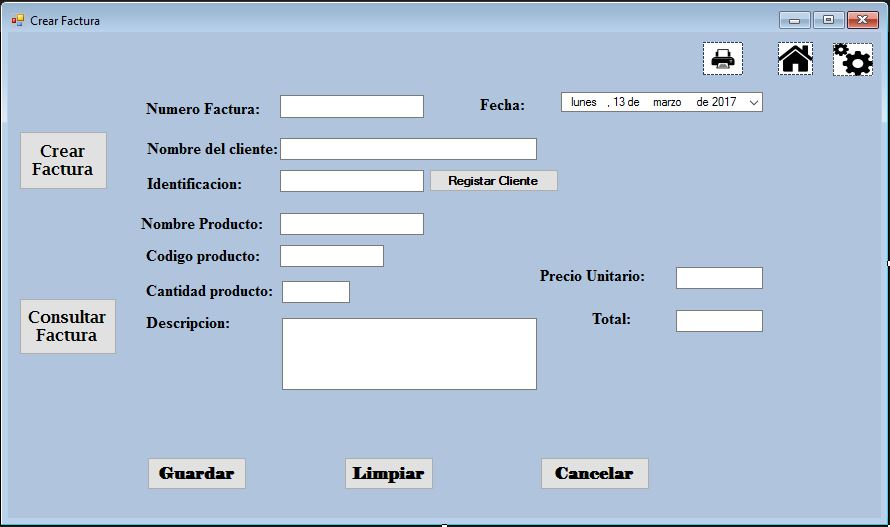 Crear Factura
Numero Factura:
Fecha:
lunes , 13 de marzo de 2017
Crear
Factura
Nombre del cliente:
Identificacion:
Registar Cliente
Nombre Producto:
Codigo producto:
Precio Unitario:
Cantidad producto:
Consultar
Factura
Descripcion:
Total:
Guardar
Limpiar
Cancelar